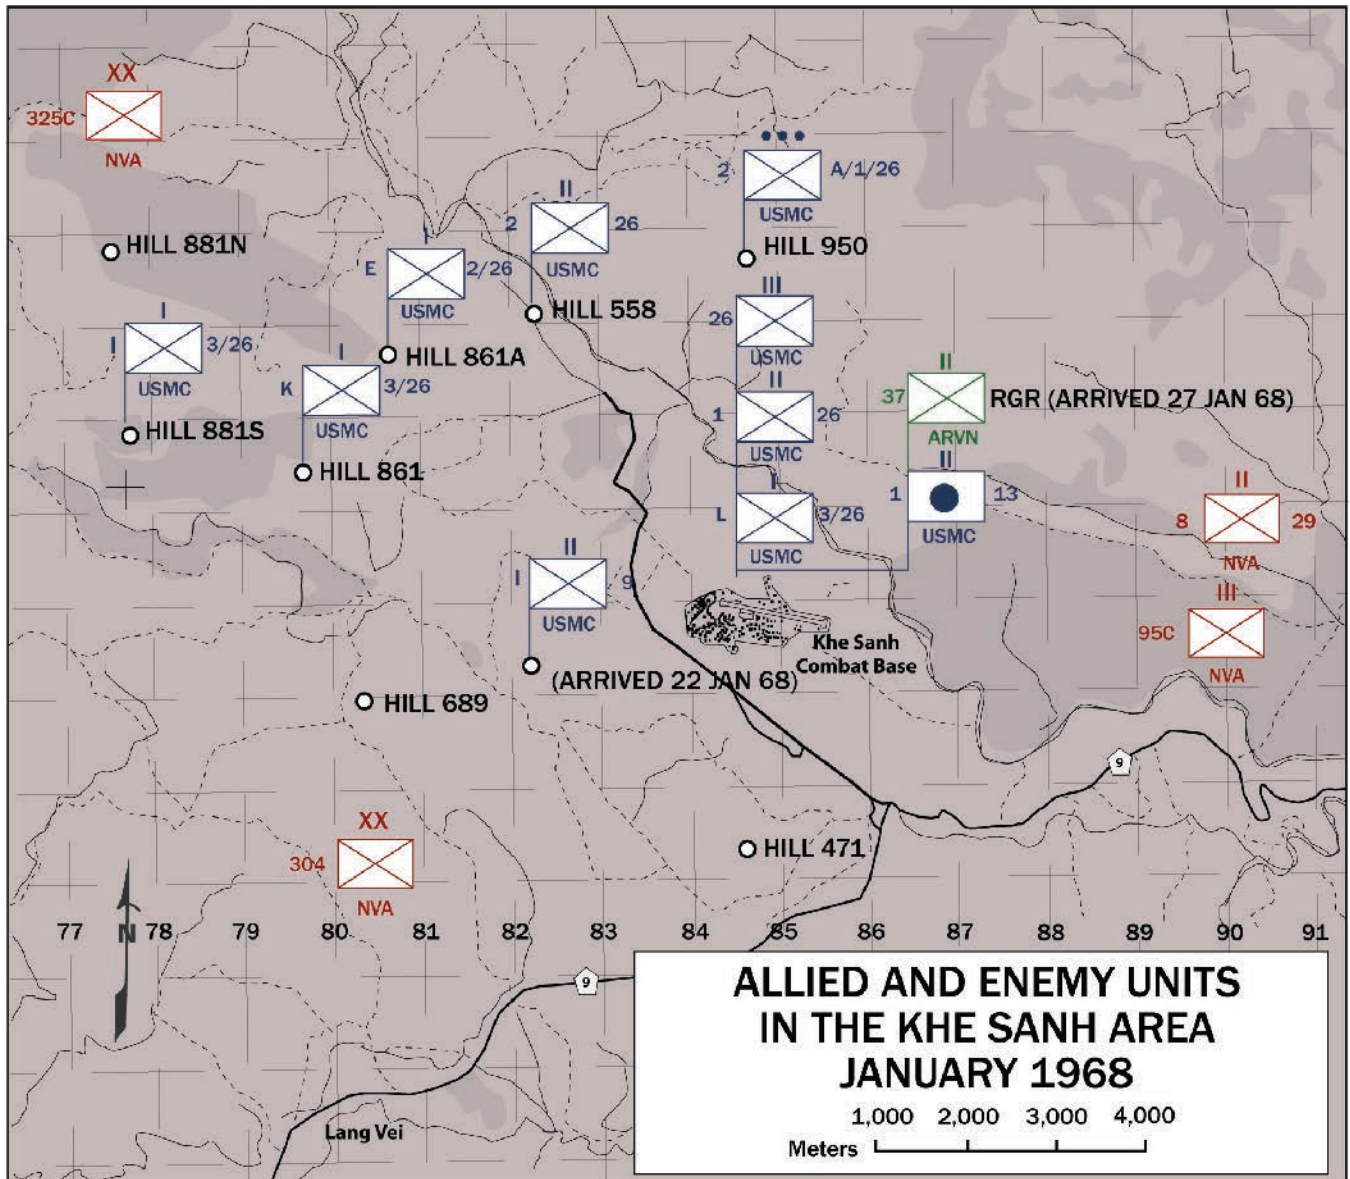 XX
325C
NVA
HILL 881N
I
I 3/26
USMC
HILL 881S
I
E 2/26
USMC
HILL 861A
I
K 3/26
USMC
HILL 861
II
2 26
USMC
HILL 558
2 A/1/26
USMC
HILL 950
III
26
USMC
II
1 26
USMC
I
L 3/26
USMC
II
37 RGR (ARRIVED 27 JAN 68)
ARVN
II
1 13
USMC
II
8 29
NVA
III
95C
NVA
II
I 9
USMC
(ARRIVED 22 JAN 68)
Khe Sanh
Combat Base
HILL 689
9
XX
304
NVA
HILL 471
77 78 79 80 81 82 83 84 85 86 87 88 89 90 91
N
9
Lang Vei
ALLIED AND ENEMY UNITS
IN THE KHE SANH AREA
JANUARY 1968
1,000 2,000 3,000 4,000
Meters